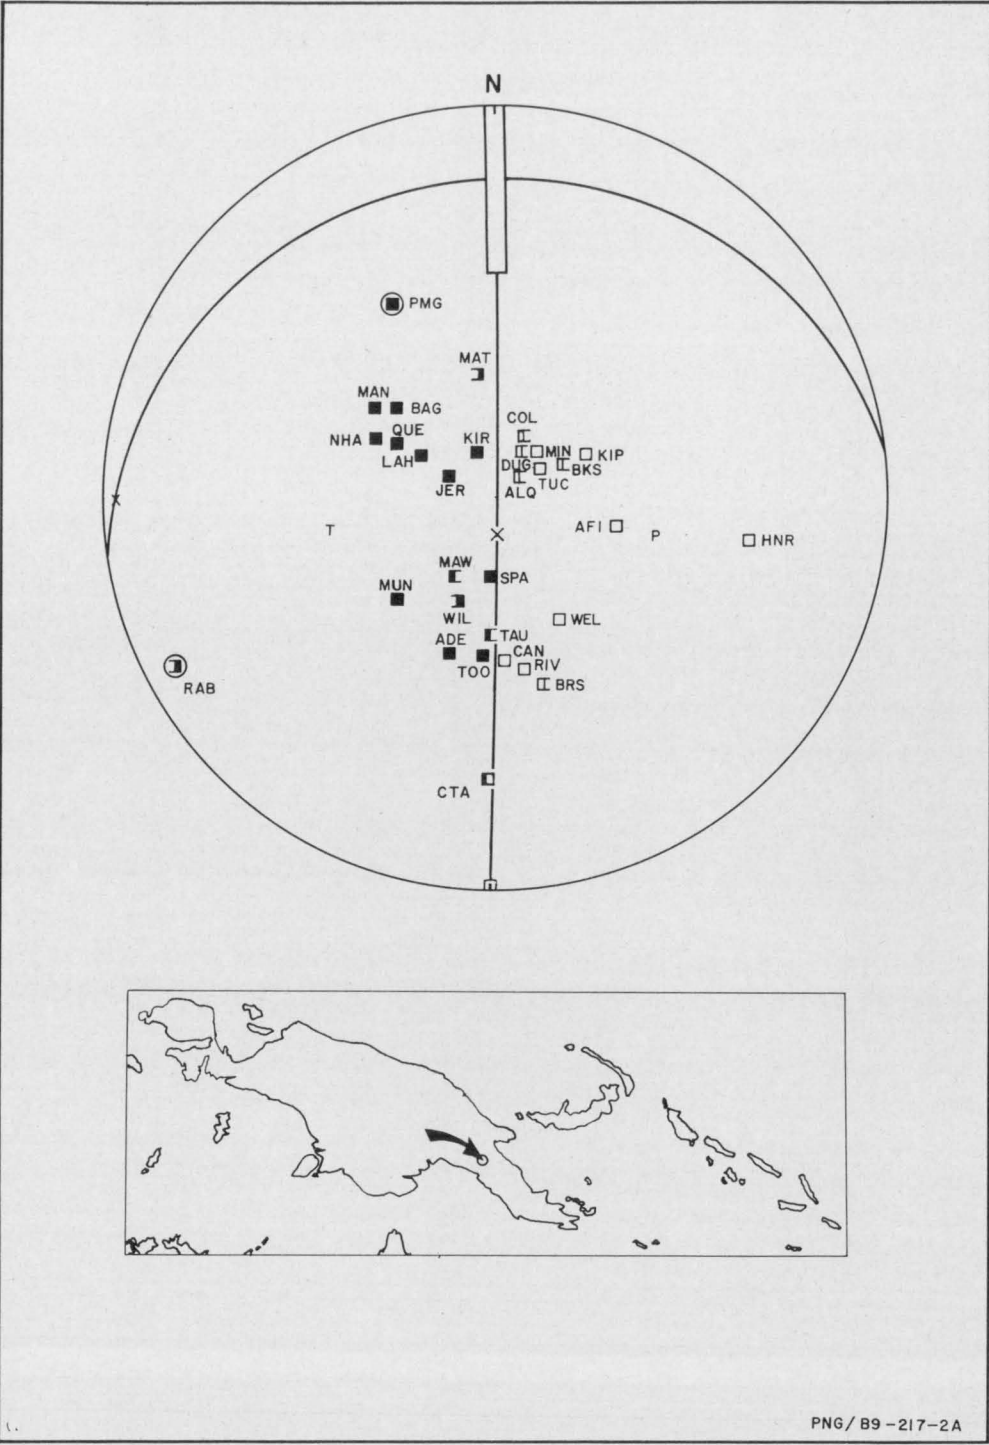 N
PMG
MAT
MAN
BAG
COL
QUE
NHA
KIR
MIN
KIP
LAH
DUG
BKS
JER
ALQ
TUC
T
X
X
AFI
P
HNR
MAW
SPA
MUN
WIL
WEL
ADE
TAU
CAN
TOO
RIV
BRS
RAB
CTA
PNG/B9-217-2A